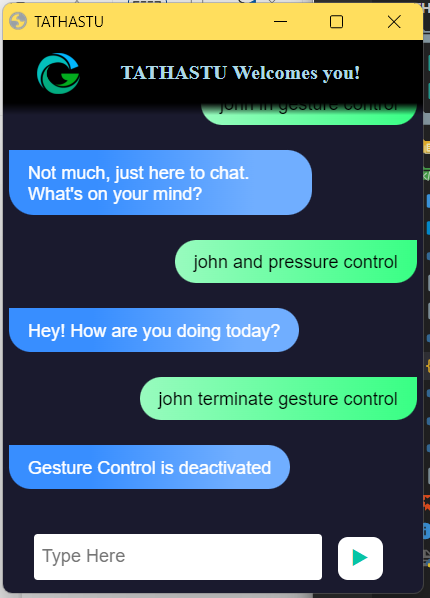 TATHASTU
TATHASTU Welcomes you!
john in gesture control
Not much, just here to chat.
What's on your mind?
john and pressure control
Hey! How are you doing today?
john terminate gesture control
Gesture Control is deactivated
Type Here